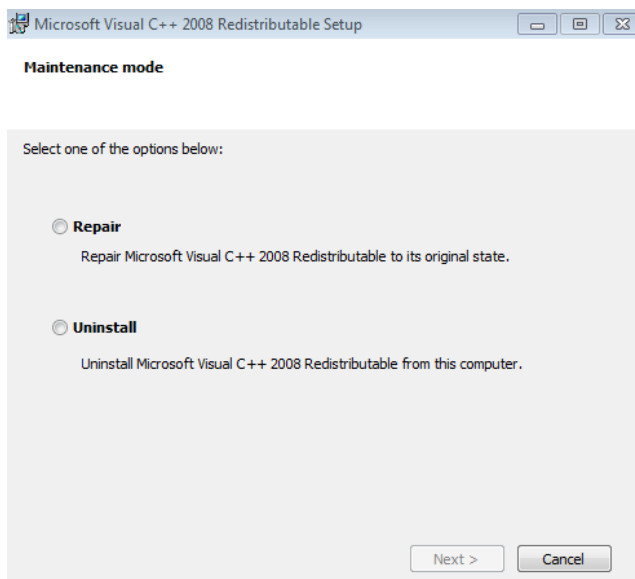 Microsoft Visual C++ 2008 Redistributable Setup
Maintenance mode
Select one of the options below:
Repair
Repair Microsoft Visual C++ 2008 Redistributable to its original state.
Uninstall
Uninstall Microsoft Visual C++ 2008 Redistributable from this computer.
Next > Cancel